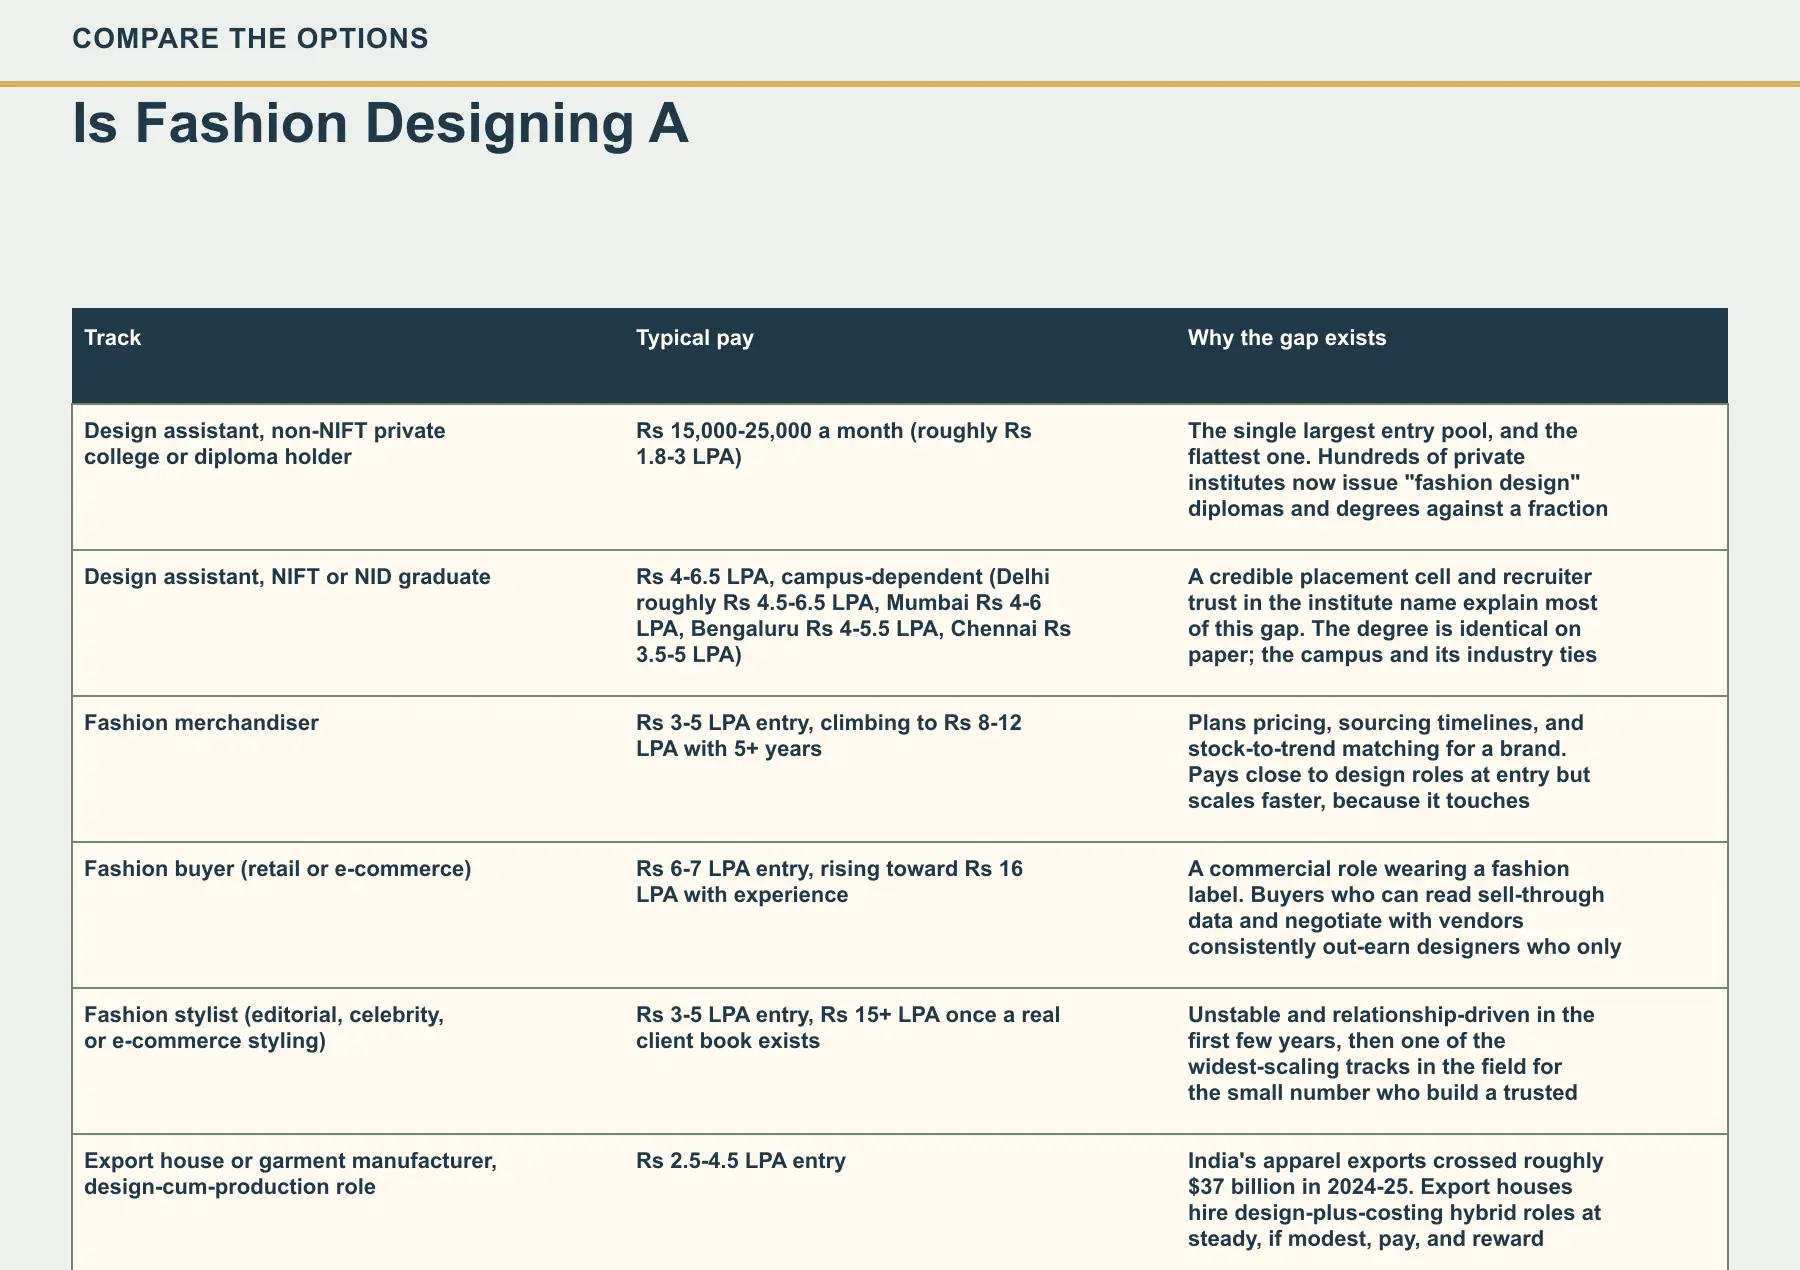 COMPARE THE OPTIONS
Is Fashion Designing A
Track
Typical pay
Why the gap exists
Design assistant, non-NIFT private
college or diploma holder
Rs 15,000-25,000 a month (roughly Rs
1.8-3 LPA)
The single largest entry pool, and the
flattest one. Hundreds of private
institutes now issue "fashion design"
diplomas and degrees against a fraction
Design assistant, NIFT or NID graduate
Rs 4-6.5 LPA, campus-dependent (Delhi
roughly Rs 4.5-6.5 LPA, Mumbai Rs 4-6
LPA, Bengaluru Rs 4-5.5 LPA, Chennai Rs
3.5-5 LPA)
A credible placement cell and recruiter
trust in the institute name explain most
of this gap. The degree is identical on
paper; the campus and its industry ties
Fashion merchandiser
Rs 3-5 LPA entry, climbing to Rs 8-12
LPA with 5+ years
Plans pricing, sourcing timelines, and
stock-to-trend matching for a brand.
Pays close to design roles at entry but
scales faster, because it touches
Fashion buyer (retail or e-commerce)
Rs 6-7 LPA entry, rising toward Rs 16
LPA with experience
A commercial role wearing a fashion
label. Buyers who can read sell-through
data and negotiate with vendors
consistently out-earn designers who only
Fashion stylist (editorial, celebrity,
or e-commerce styling)
Rs 3-5 LPA entry, Rs 15+ LPA once a real
client book exists
Unstable and relationship-driven in the
first few years, then one of the
widest-scaling tracks in the field for
the small number who build a trusted
Export house or garment manufacturer,
design-cum-production role
Rs 2.5-4.5 LPA entry
India's apparel exports crossed roughly
$37 billion in 2024-25. Export houses
hire design-plus-costing hybrid roles at
steady, if modest, pay, and reward